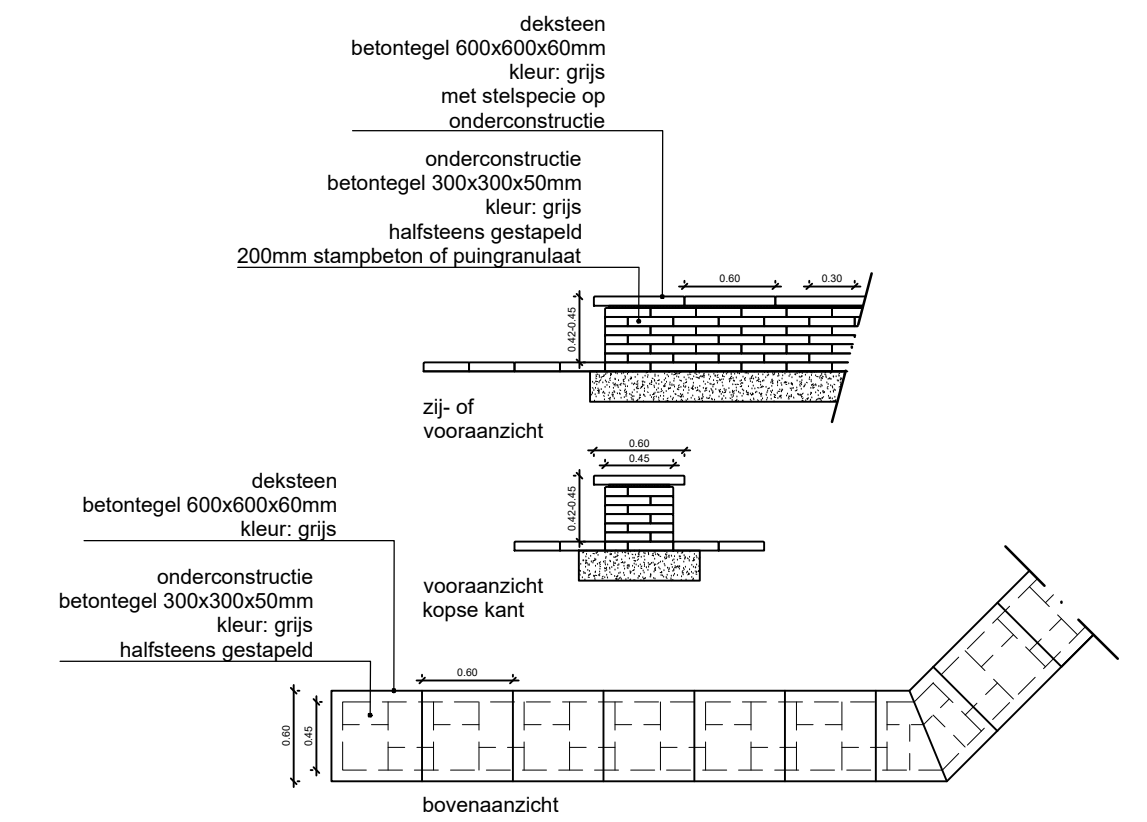 deksteen
betontegel 600x600x60mm
kleur: grijs
met stelspecie op
onderconstructie
onderconstructie
betontegel 300x300x50mm
kleur: grijs
halfsteens gestapeld
200mm stampbeton of puingranulaat
0.60
0.30
0.42-0.45
zij- of
vooraanzicht
0.60
0.45
0.42-0.45
vooraanzicht
kopse kant
deksteen
betontegel 600x600x60mm
kleur: grijs
onderconstructie
betontegel 300x300x50mm
kleur: grijs
halfsteens gestapeld
0.60
0.60
0.45
bovenaanzicht